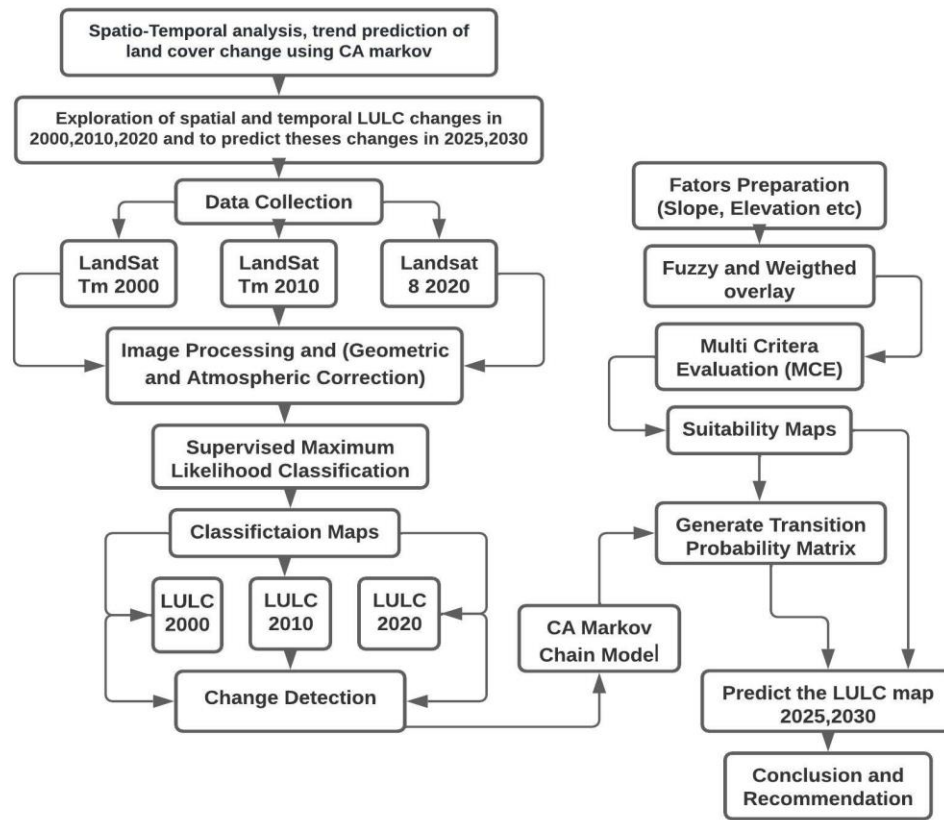 Spatio-Temporal analysis, trend prediction of
land cover change using CA markov
Exploration of spatial and temporal LULC changes in
2000,2010,2020 and to predict theses changes in 2025,2030
Data Collection
LandSat
Tm 2000
LandSat
Tm 2010
Landsat
8 2020
Image Processing and (Geometric
and Atmospheric Correction)
Supervised Maximum
Likelihood Classification
Classifictaion Maps
LULC
2000
LULC
2010
LULC
2020
Change Detection
CA Markov
Chain Model
Fators Preparation
(Slope, Elevation etc)
Fuzzy and Weigthed
overlay
Multi Critera
Evaluation (MCE)
Suitability Maps
Generate Transition
Probability Matrix
Predict the LULC map
2025,2030
Conclusion and
Recommendation